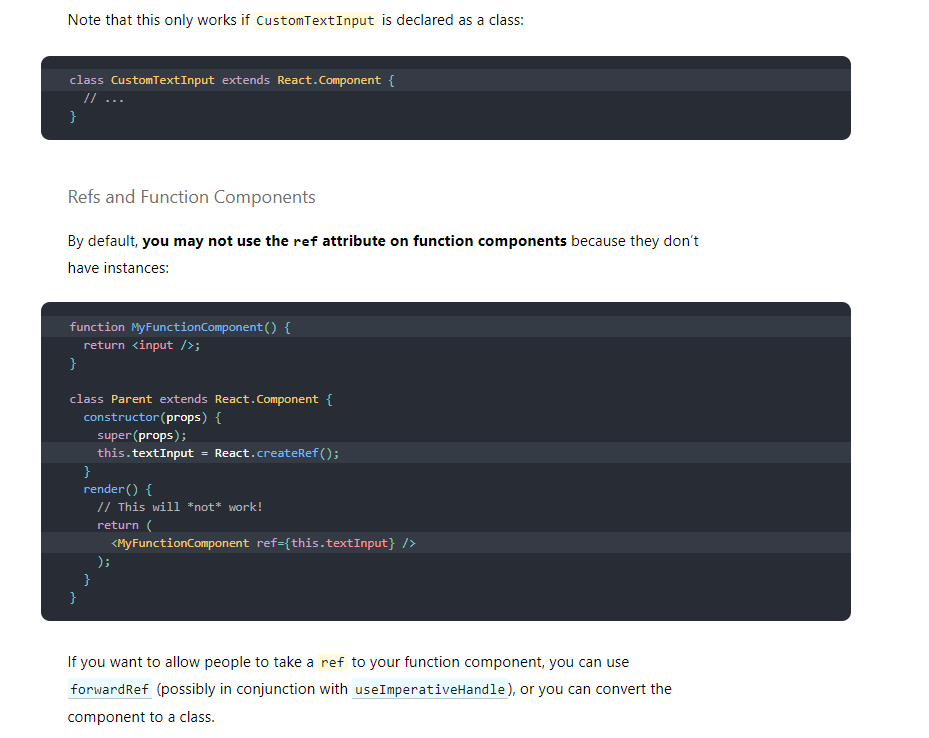 Note that this only works if CustomTextInput is declared as a class:
class CustomTextInput extends React.Component {
  // ...
}
Refs and Function Components
By default, you may not use the ref attribute on function components because they don’t
have instances:
function MyFunctionComponent() {
  return <input />;
}

class Parent extends React.Component {
  constructor(props) {
    super(props);
    this.textInput = React.createRef();
  }
  render() {
    // This will *not* work!
    return (
      <MyFunctionComponent ref={this.textInput} />
    );
  }
}
If you want to allow people to take a ref to your function component, you can use
forwardRef (possibly in conjunction with useImperativeHandle), or you can convert the
component to a class.